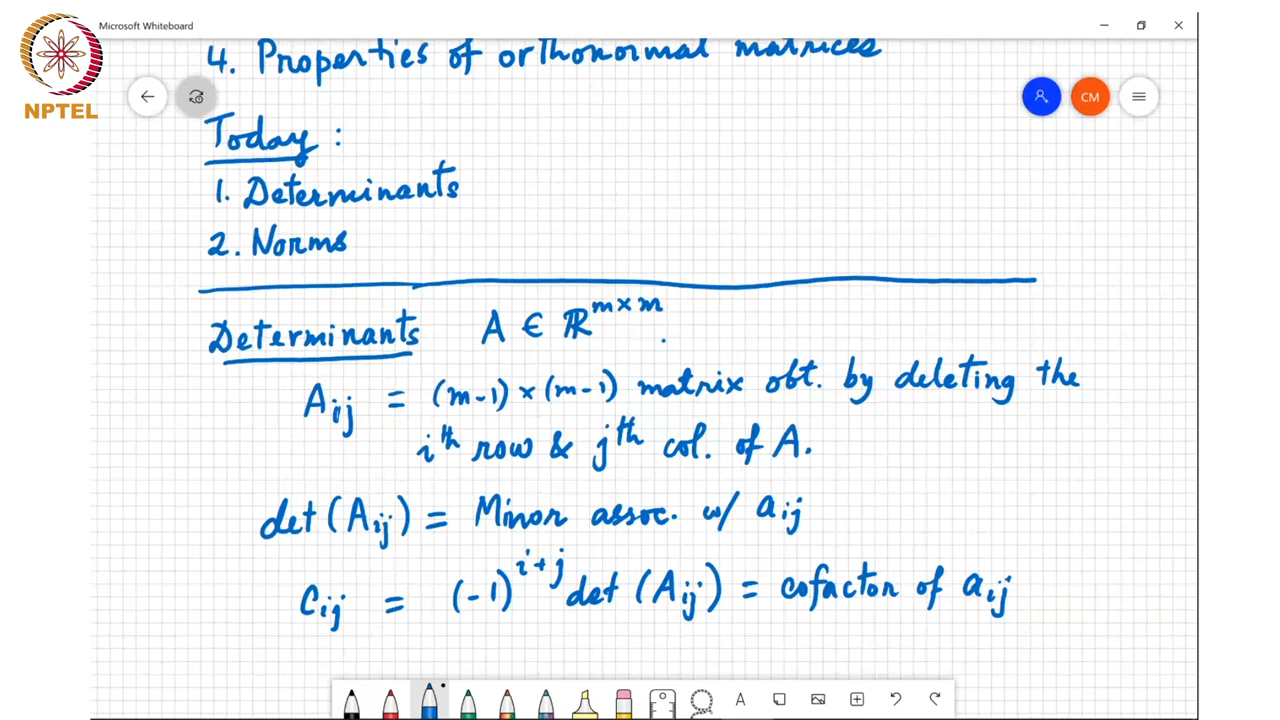 Microsoft Whiteboard
NPTEL
4. Properties of orthonormal matrices
CM
Today :
1. Determinants
2. Norms
Determinants A ∈ ℝ^{m×m}.
A_{ij} = (m-1) × (m-1) matrix obt. by deleting the
i^{th} row & j^{th} col. of A.
det(A_{ij}) = Minor assoc. w/ a_{ij}
c_{ij} = (-1)^{i+j} det (A_{ij}) = cofactor of a_{ij}
A